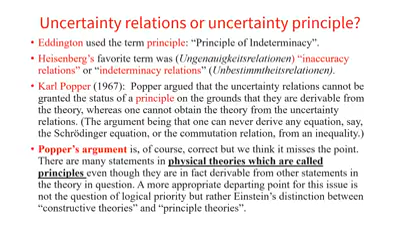 Uncertainty relations or uncertainty principle?
• Eddington used the term principle: “Principle of Indeterminacy”.
• Heisenberg’s favorite term was (Ungenauigkeitsrelationen) “inaccuracy
relations” or “indeterminacy relations” (Unbestimmtheitsrelationen).
• Karl Popper (1967): Popper argued that the uncertainty relations cannot be
granted the status of a principle on the grounds that they are derivable from
the theory, whereas one cannot obtain the theory from the uncertainty
relations. (The argument being that one can never derive any equation, say,
the Schrödinger equation, or the commutation relation, from an inequality.)
• Popper’s argument is, of course, correct but we think it misses the point.
There are many statements in physical theories which are called
principles even though they are in fact derivable from other statements in
the theory in question. A more appropriate departing point for this issue is
not the question of logical priority but rather Einstein’s distinction between
“constructive theories” and “principle theories”.